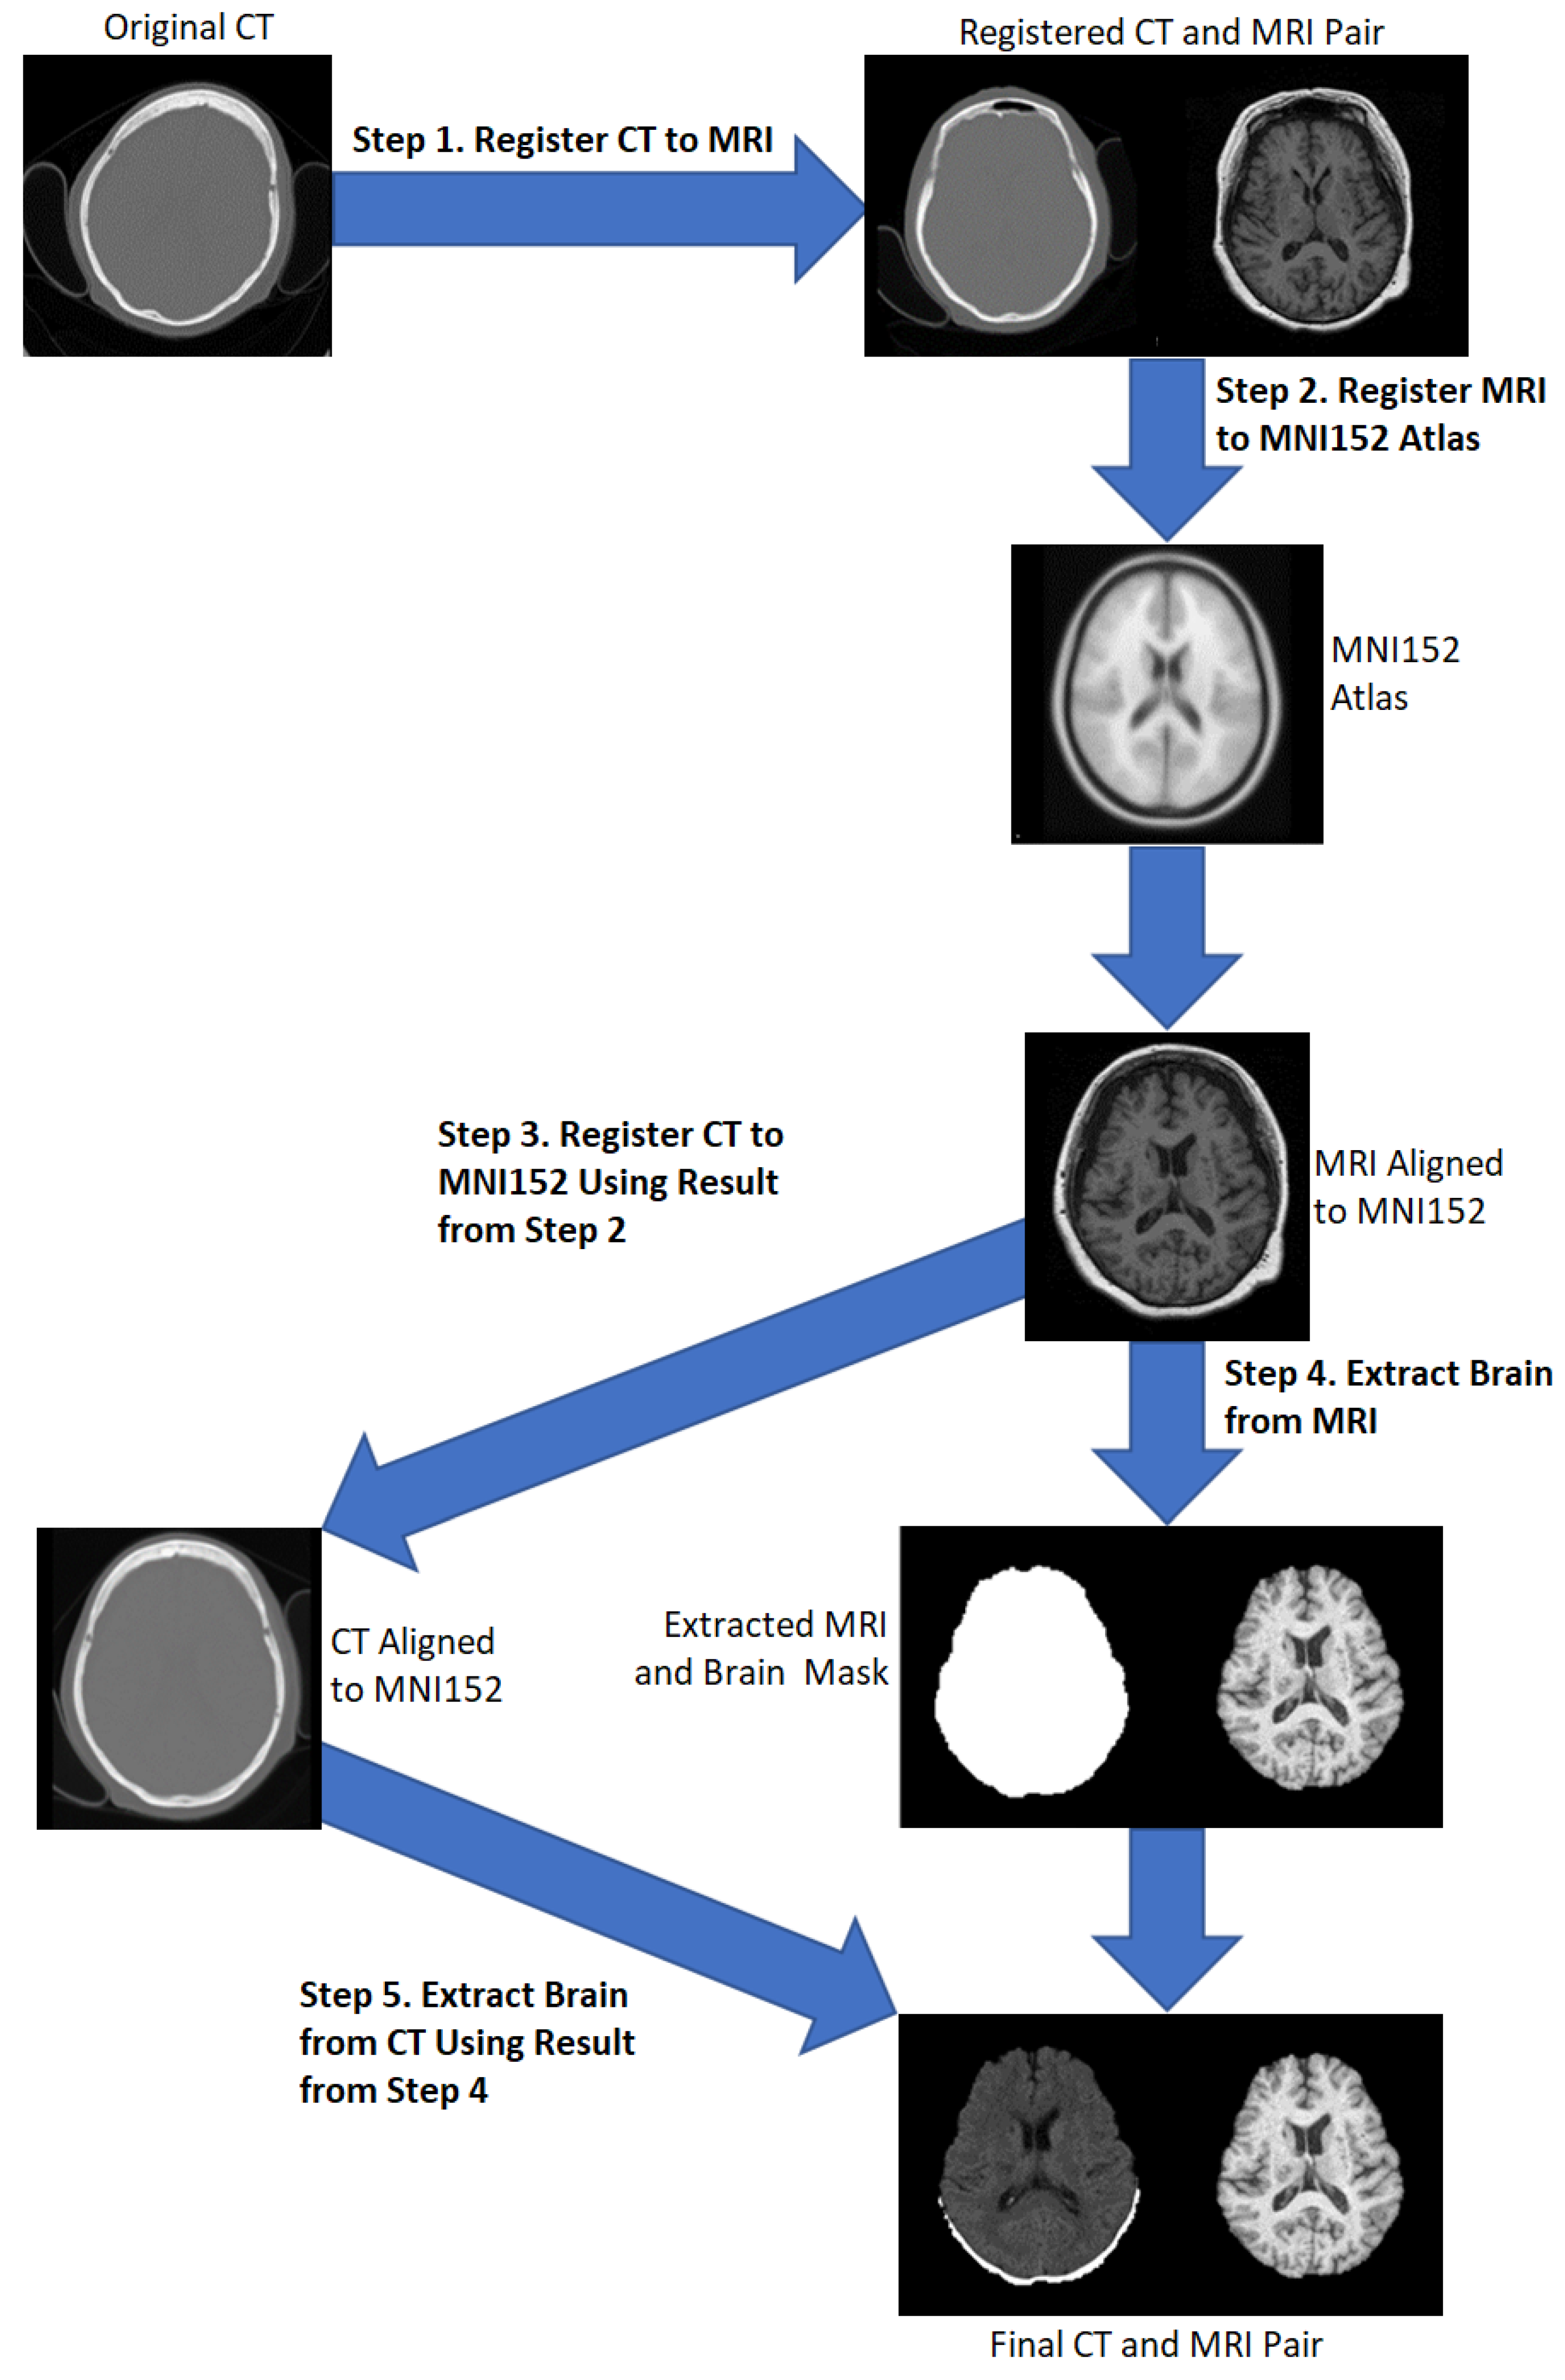 Original CT
Registered CT and MRI Pair
Step 1. Register CT to MRI
Step 2. Register MRI
to MNI152 Atlas
MNI152
Atlas
Step 3. Register CT to
MNI152 Using Result
from Step 2
MRI Aligned
to MNI152
Step 4. Extract Brain
from MRI
CT Aligned
to MNI152
Extracted MRI
and Brain Mask
Step 5. Extract Brain
from CT Using Result
from Step 4
Final CT and MRI Pair